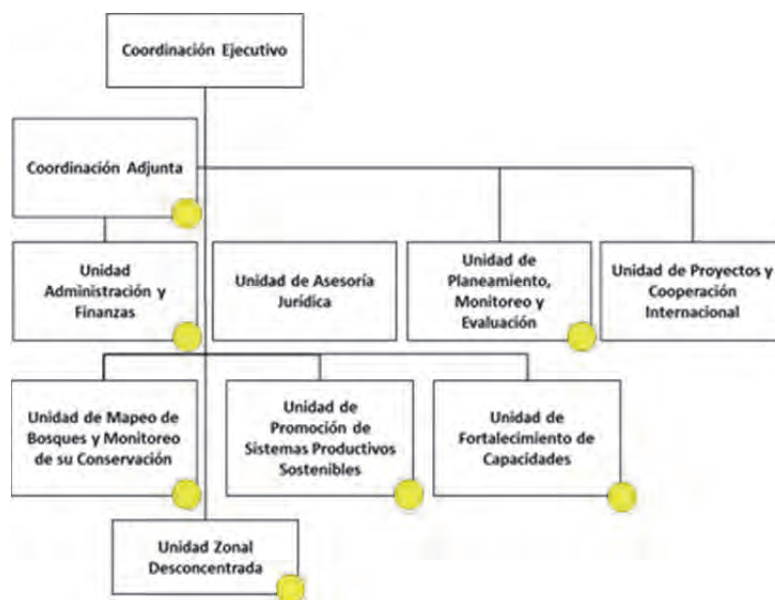 Coordinación Ejecutivo
Coordinación Adjunta
Unidad
Administración y
Finanzas
Unidad de Asesoría
Jurídica
Unidad de
Planeamiento,
Monitoreo y
Evaluación
Unidad de Proyectos y
Cooperación
Internacional
Unidad de Mapeo de
Bosques y Monitoreo
de su Conservación
Unidad de
Promoción de
Sistemas Productivos
Sostenibles
Unidad de
Fortalecimiento de
Capacidades
Unidad Zonal
Desconcentrada